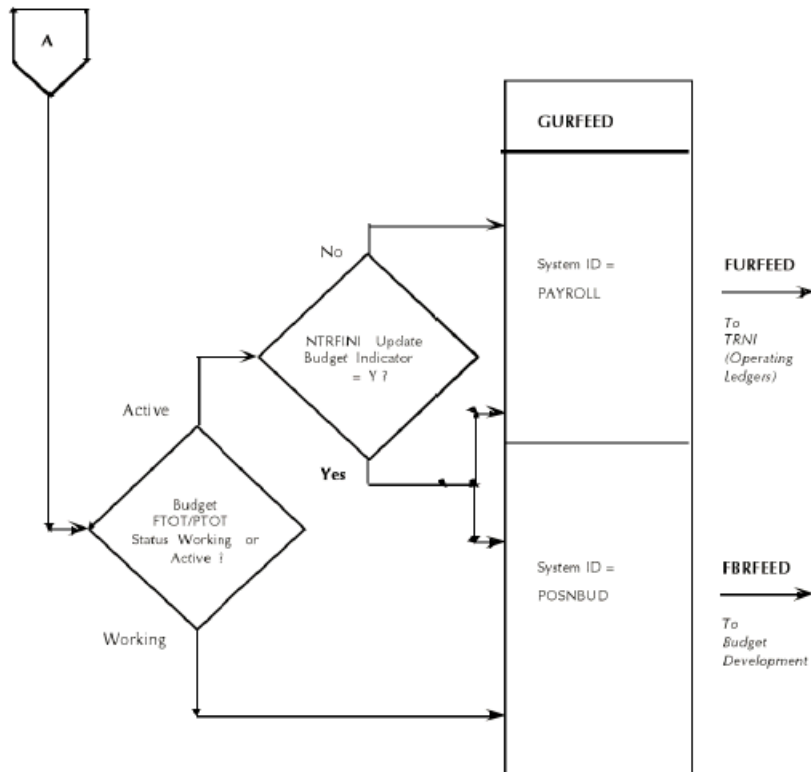 A
GURFEED
No
System ID =
PAYROLL
FURFEED
To
TRNI
(Operating
Ledgers)
NTRFINI Update
Budget Indicator
= Y ?
Active
Yes
Budget
FTOT/PTOT
Status Working or
Active ?
System ID =
POSNBUD
FBRFEED
To
Budget
Development
Working